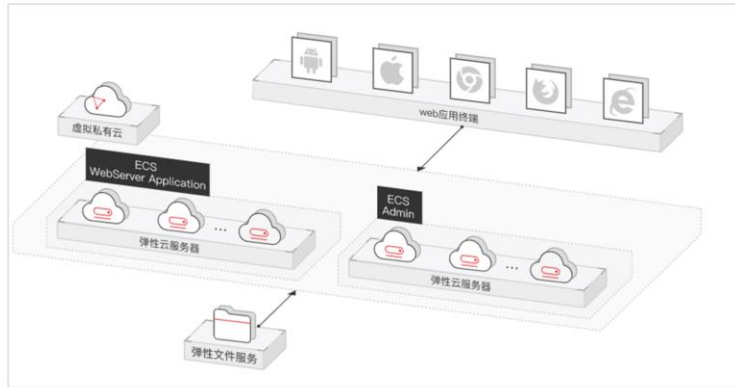 web应用终端
虚拟私有云
ECS
WebServer Application
弹性云服务器
...
ECS
Admin
弹性云服务器
...
弹性文件服务